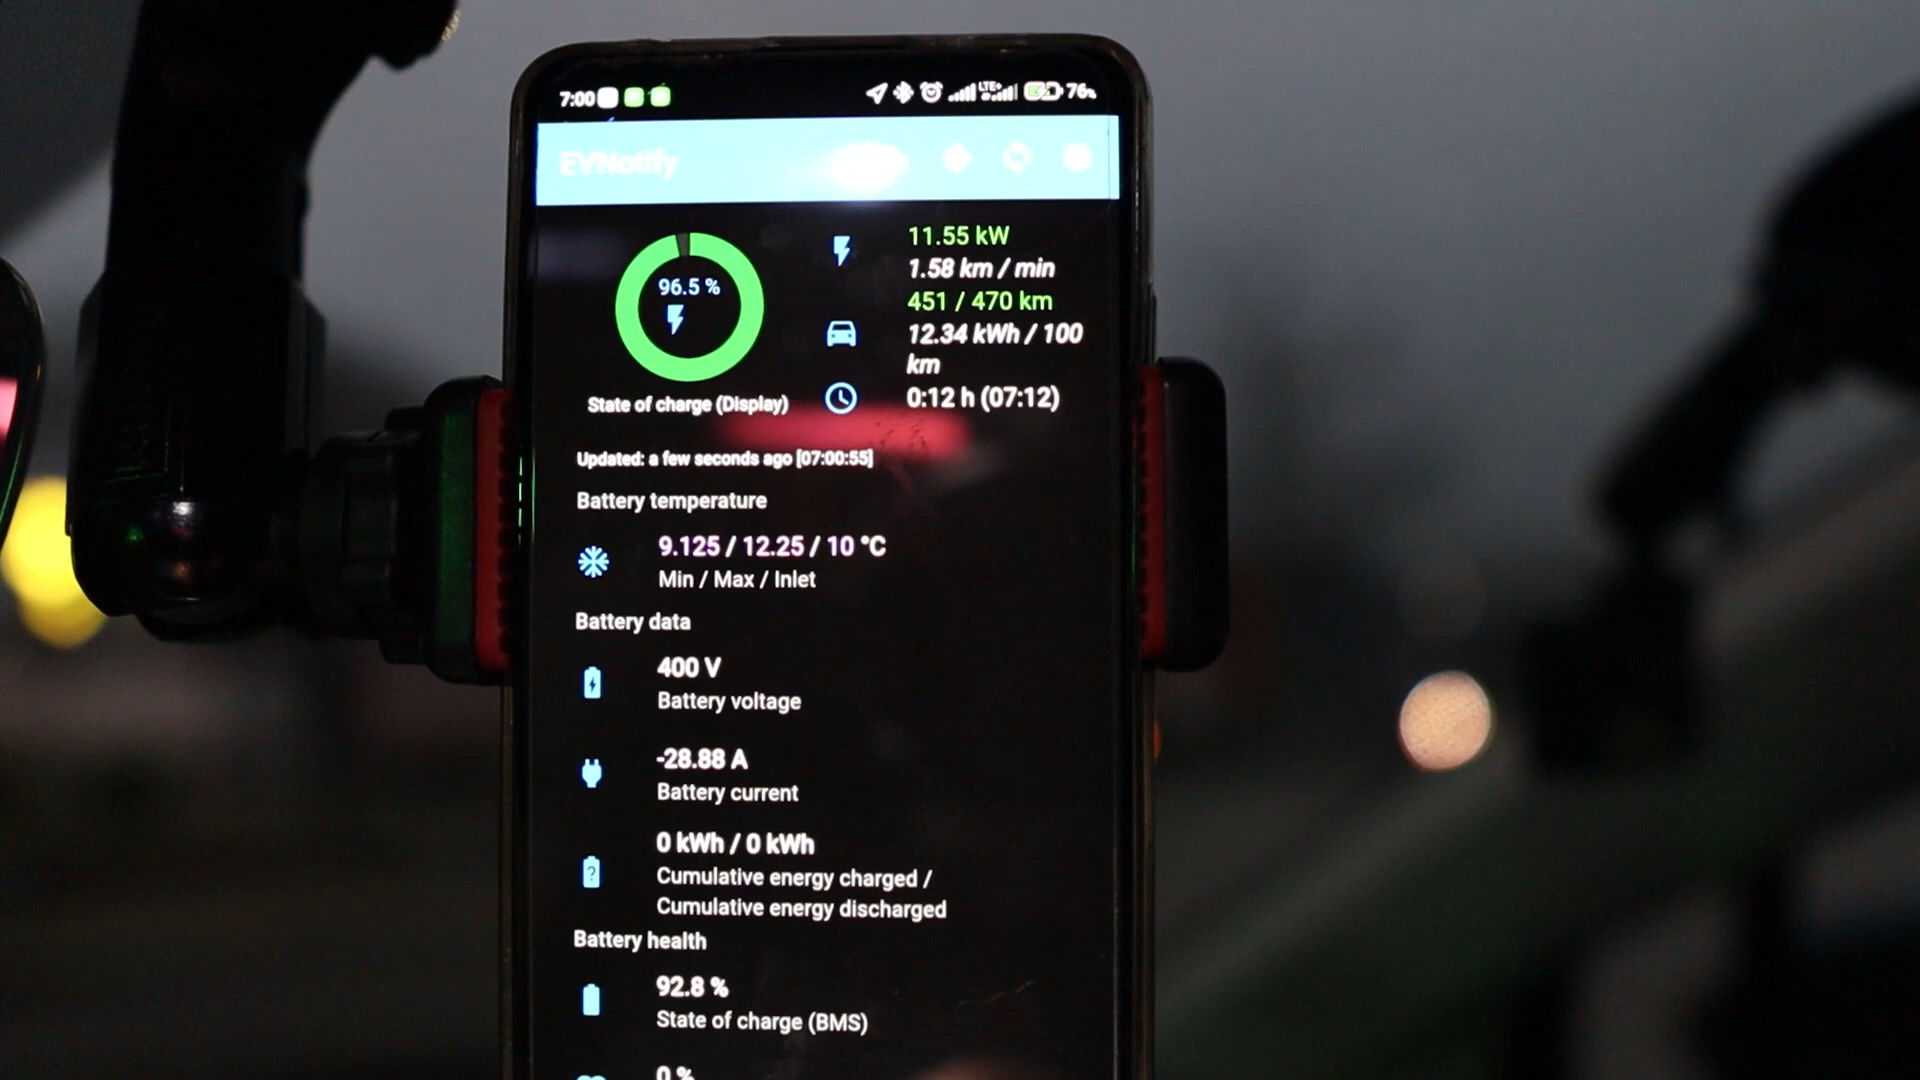 7:00 LTE+ 76%
EVNotify
96.5 %
State of charge (Display)
11.55 kW
1.58 km / min
451 / 470 km
12.34 kWh / 100
km
0:12 h (07:12)
Updated: a few seconds ago [07:00:55]
Battery temperature
9.125 / 12.25 / 10 °C
Min / Max / Inlet
Battery data
400 V
Battery voltage
-28.88 A
Battery current
0 kWh / 0 kWh
Cumulative energy charged /
Cumulative energy discharged
Battery health
92.8 %
State of charge (BMS)
0 %